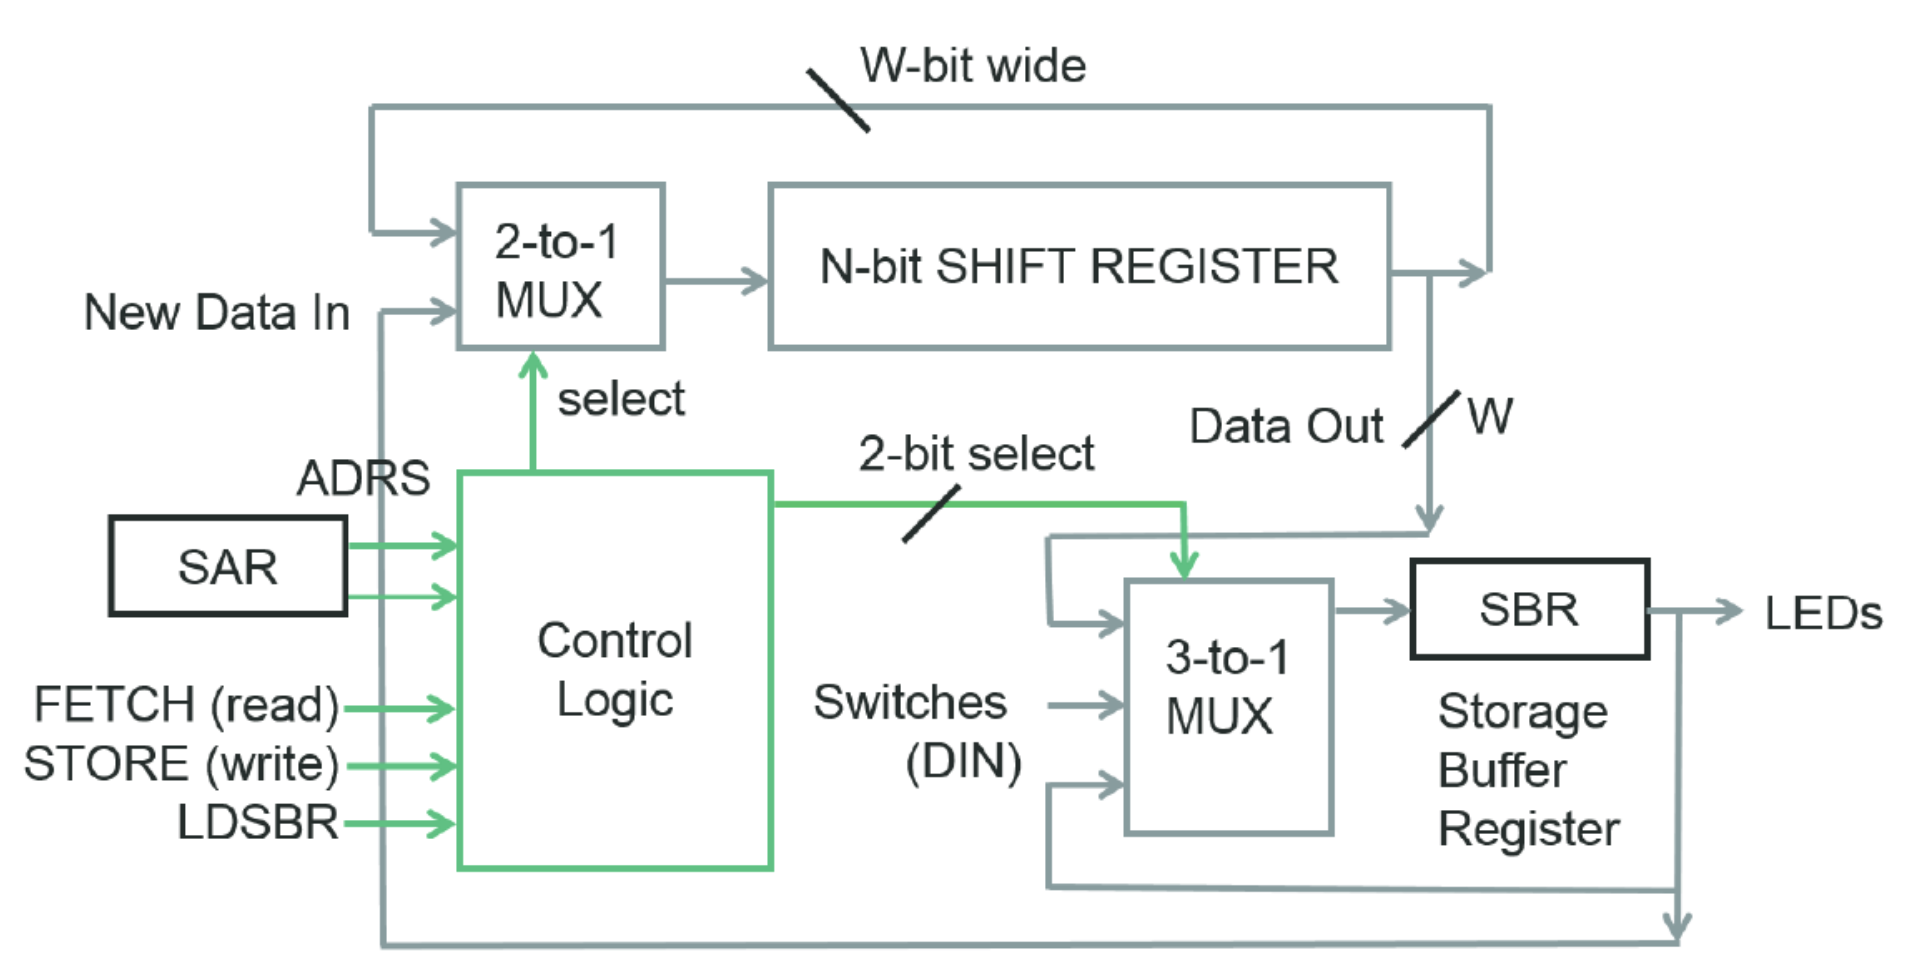 W-bit wide
2-to-1
MUX
N-bit SHIFT REGISTER
New Data In
select
Data Out
W
2-bit select
ADRS
SAR
Control
Logic
FETCH (read)
STORE (write)
LDSBR
Switches
(DIN)
3-to-1
MUX
SBR
LEDs
Storage
Buffer
Register